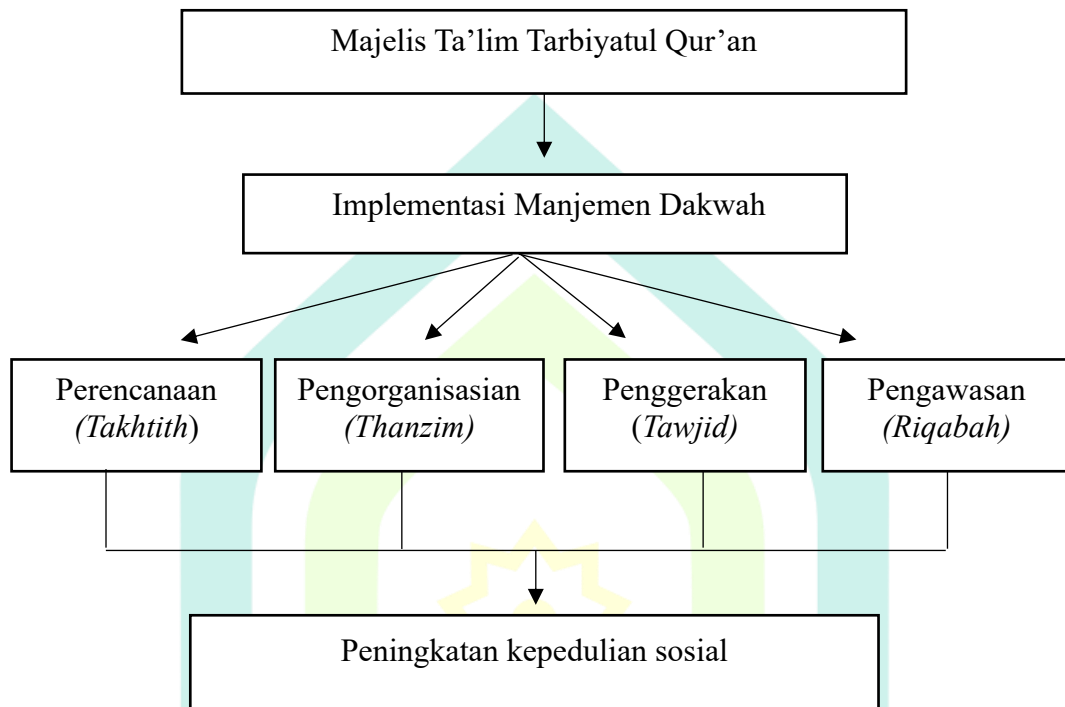 Majelis Ta’lim Tarbiyatul Qur’an
Implementasi Manjemen Dakwah
Perencanaan
(Takhtith)
Pengorganisasian
(Thanzim)
Penggerakan
(Tawjid)
Pengawasan
(Riqabah)
Peningkatan kepedulian sosial